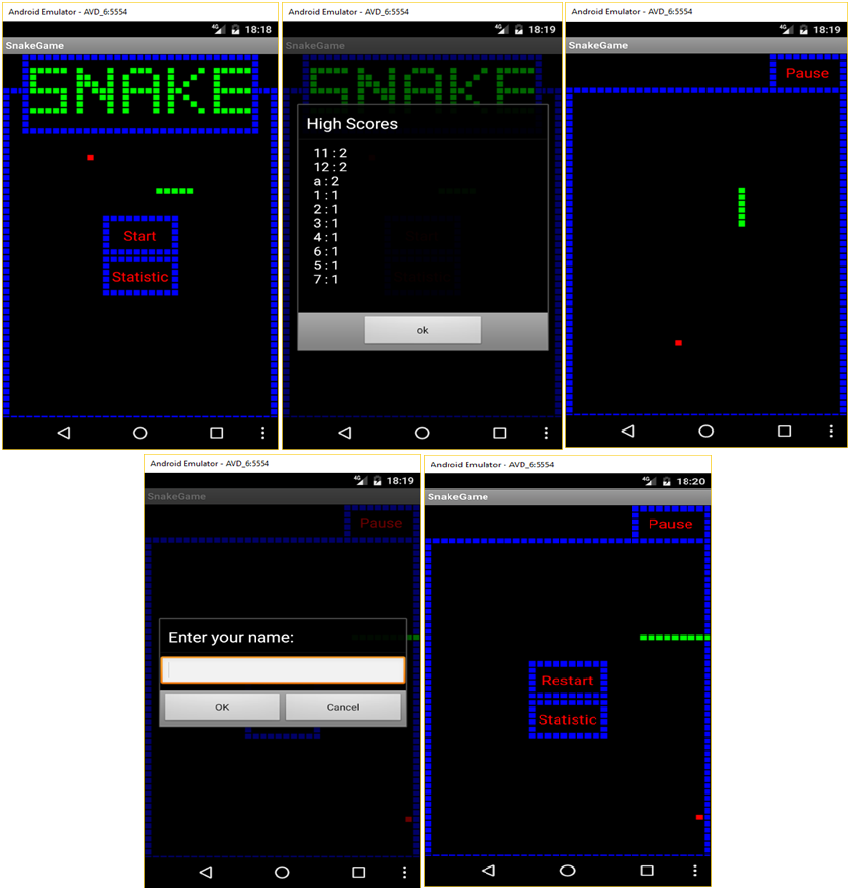 Android Emulator - AVD_6:5554
4G 18:18
SnakeGame
SNAKE
Start
Statistic
Android Emulator - AVD_6:5554
4G 18:19
SnakeGame
SNAKE
High Scores
11 : 2
12 : 2
a : 2
1 : 1
2 : 1
3 : 1
4 : 1
6 : 1
5 : 1
7 : 1
ok
Android Emulator - AVD_6:5554
4G 18:19
SnakeGame
Pause
Android Emulator - AVD_6:5554
4G 18:19
SnakeGame
Pause
Enter your name:
OK Cancel
Android Emulator - AVD_6:5554
4G 18:20
SnakeGame
Pause
Restart
Statistic